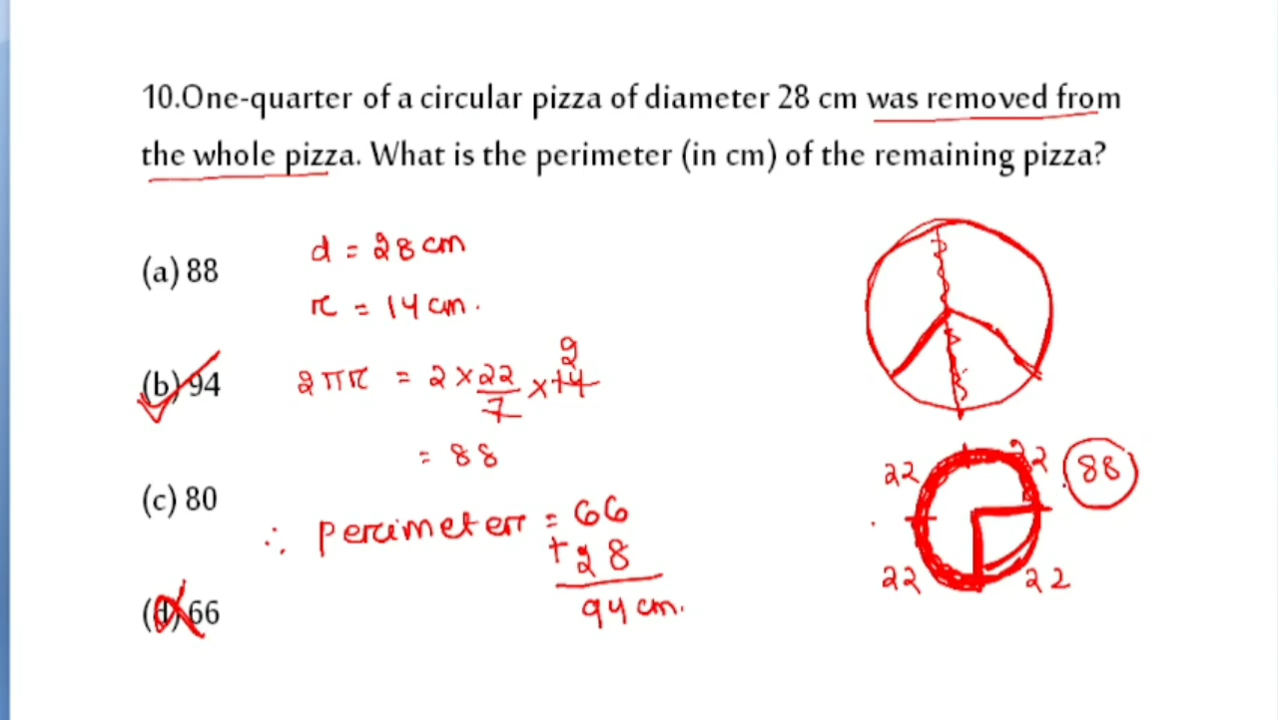 10.One-quarter of a circular pizza of diameter 28 cm was removed from
the whole pizza. What is the perimeter (in cm) of the remaining pizza?
(a) 88
d = 28 cm
r = 14 cm.
(b) 94
2πr = 2 × 22/7 × 14 2
= 88
(c) 80
∴ perimeter = 66
+ 28
94 cm.
(d) 66
22 22 88
22 22